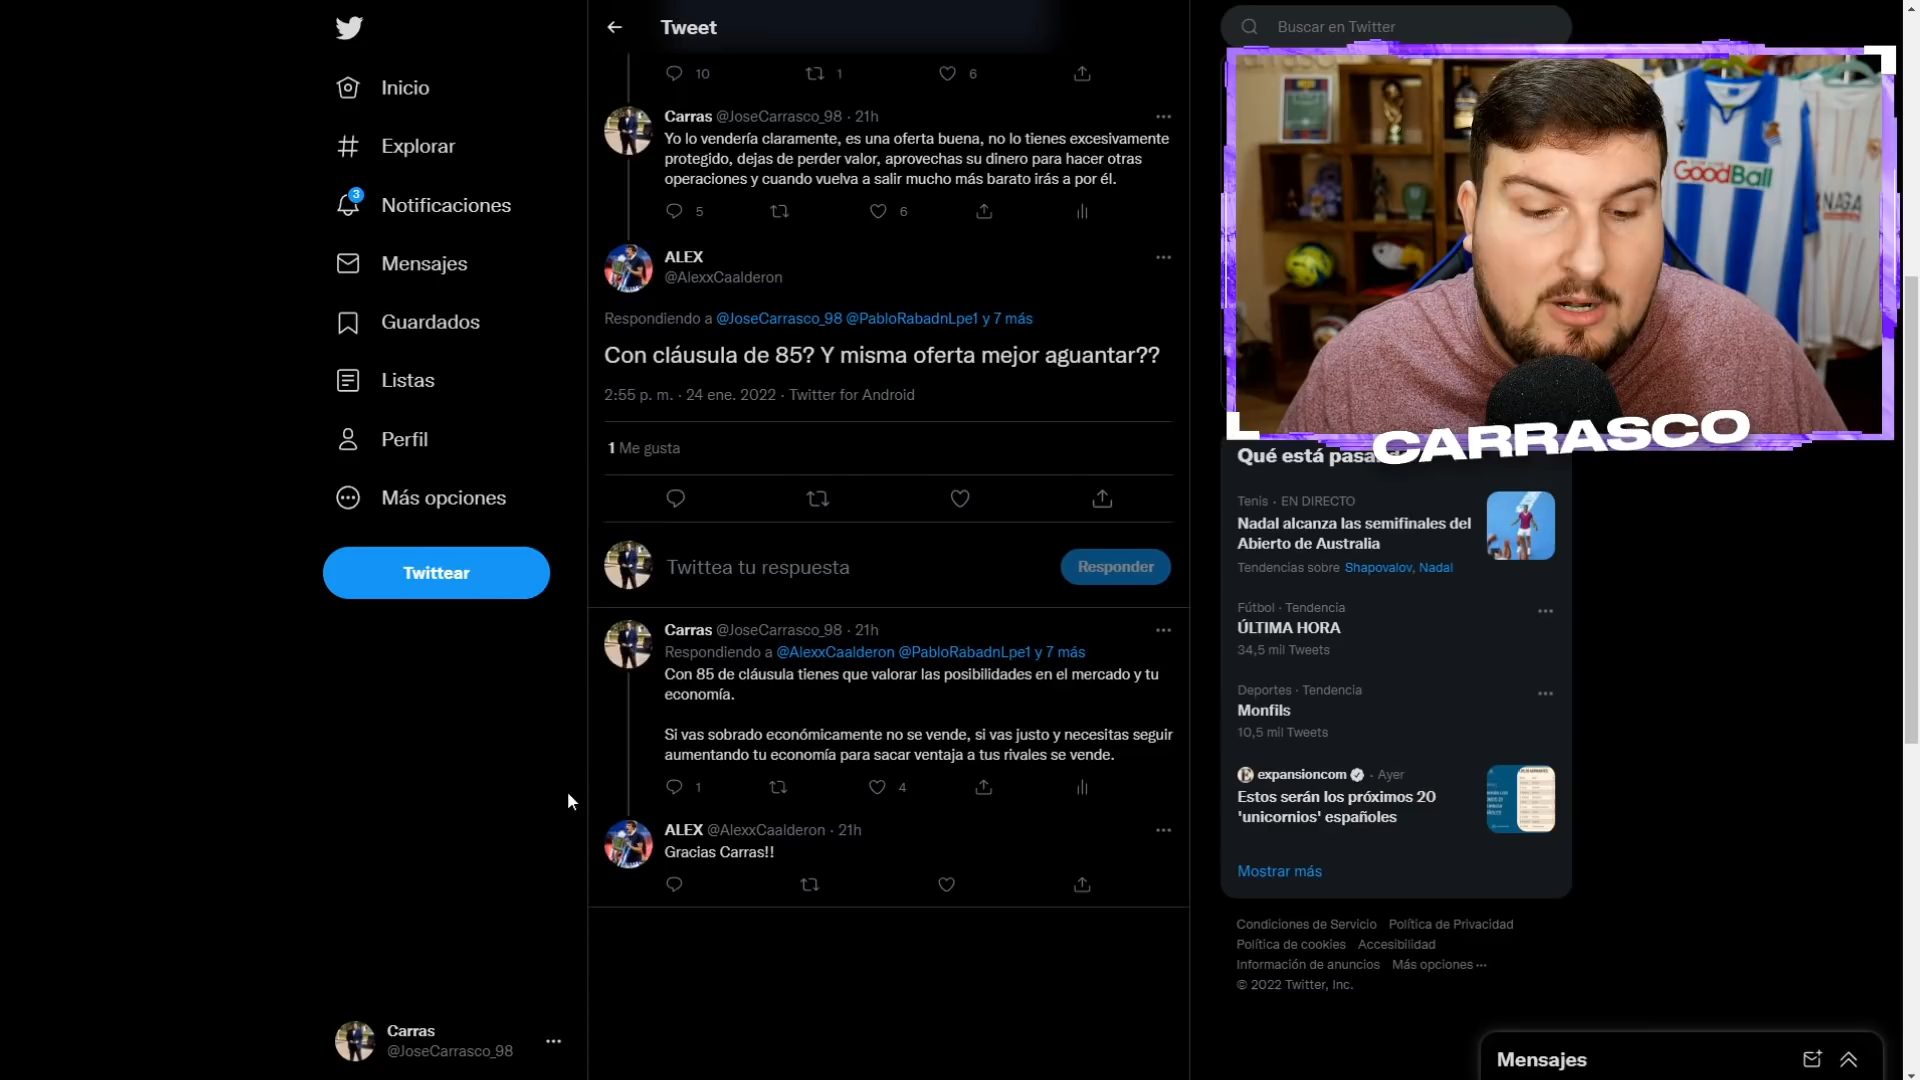 Tweet
Buscar en Twitter
Inicio
Explorar
3
Notificaciones
Mensajes
Guardados
Listas
Perfil
Más opciones
Twittear
Carras
@JoseCarrasco_98
10 1 6
Carras @JoseCarrasco_98 · 21h
Yo lo vendería claramente, es una oferta buena, no lo tienes excesivamente
protegido, dejas de perder valor, aprovechas su dinero para hacer otras
operaciones y cuando vuelva a salir mucho más barato irás a por él.
5 6
ALEX
@AlexxCaalderon
Respondiendo a @JoseCarrasco_98 @PabloRabadnLpe1 y 7 más
Con cláusula de 85? Y misma oferta mejor aguantar??
2:55 p. m. · 24 ene. 2022 · Twitter for Android
1 Me gusta
Twittea tu respuesta
Responder
Carras @JoseCarrasco_98 · 21h
Respondiendo a @AlexxCaalderon @PabloRabadnLpe1 y 7 más
Con 85 de cláusula tienes que valorar las posibilidades en el mercado y tu
economía.
Si vas sobrado económicamente no se vende, si vas justo y necesitas seguir
aumentando tu economía para sacar ventaja a tus rivales se vende.
1 4
ALEX @AlexxCaalderon · 21h
Gracias Carras!!
GoodBall
CARRASCO
Qué está
Tenis · EN DIRECTO
Nadal alcanza las semifinales del
Abierto de Australia
Tendencias sobre Shapovalov, Nadal
Fútbol · Tendencia
ÚLTIMA HORA
34,5 mil Tweets
Deportes · Tendencia
Monfils
10,5 mil Tweets
expansioncom · Ayer
Estos serán los próximos 20
'unicornios' españoles
Mostrar más
Condiciones de Servicio Política de Privacidad
Política de cookies Accesibilidad
Información de anuncios Más opciones ···
© 2022 Twitter, Inc.
Mensajes